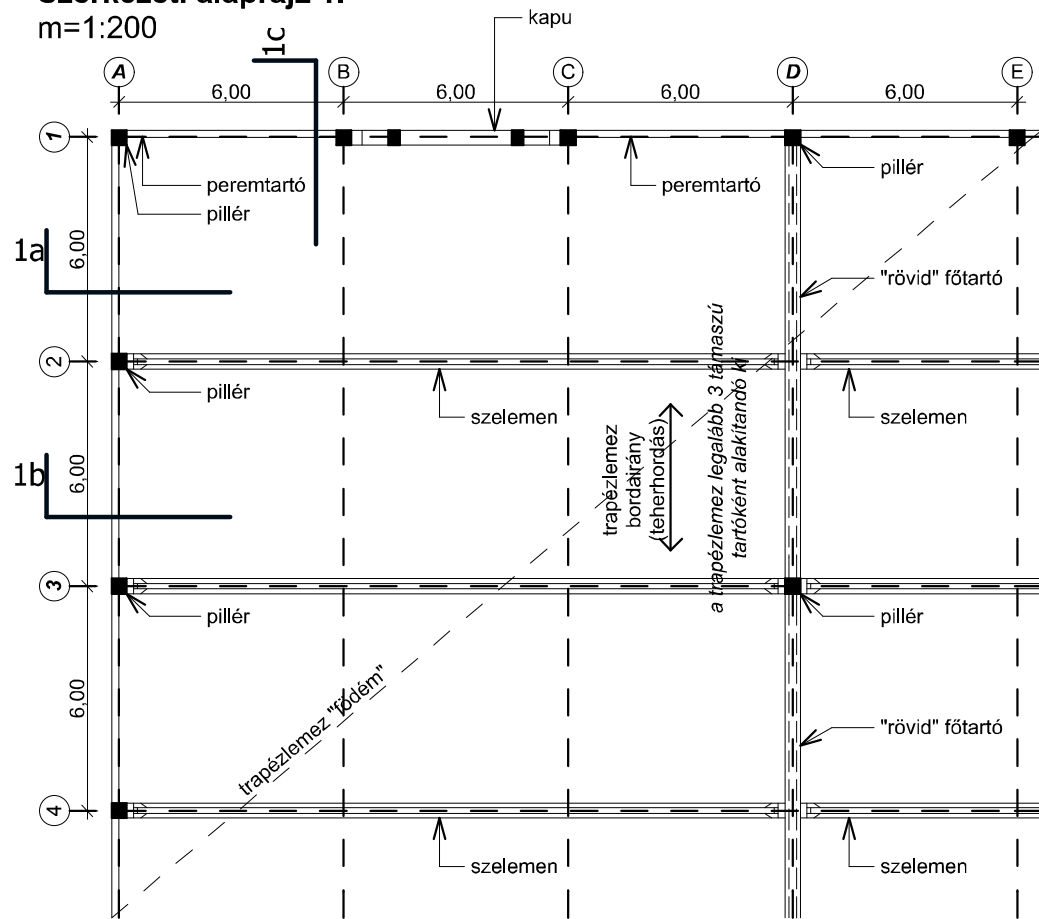 Szerkezeti alaprajz 1.
m=1:200
kapu
1c
A
B
C
D
E
6,00
6,00
6,00
6,00
1
peremtartó
pillér
peremtartó
pillér
1a
6,00
"rövid" főtartó
2
pillér
szelemen
szelemen
trapézlemez
bordairány
(teherhordás)
a trapézlemez legalább 3 támaszú
tartóként alakítandó ki
1b
6,00
3
pillér
pillér
6,00
trapézlemez "födém"
"rövid" főtartó
4
szelemen
szelemen